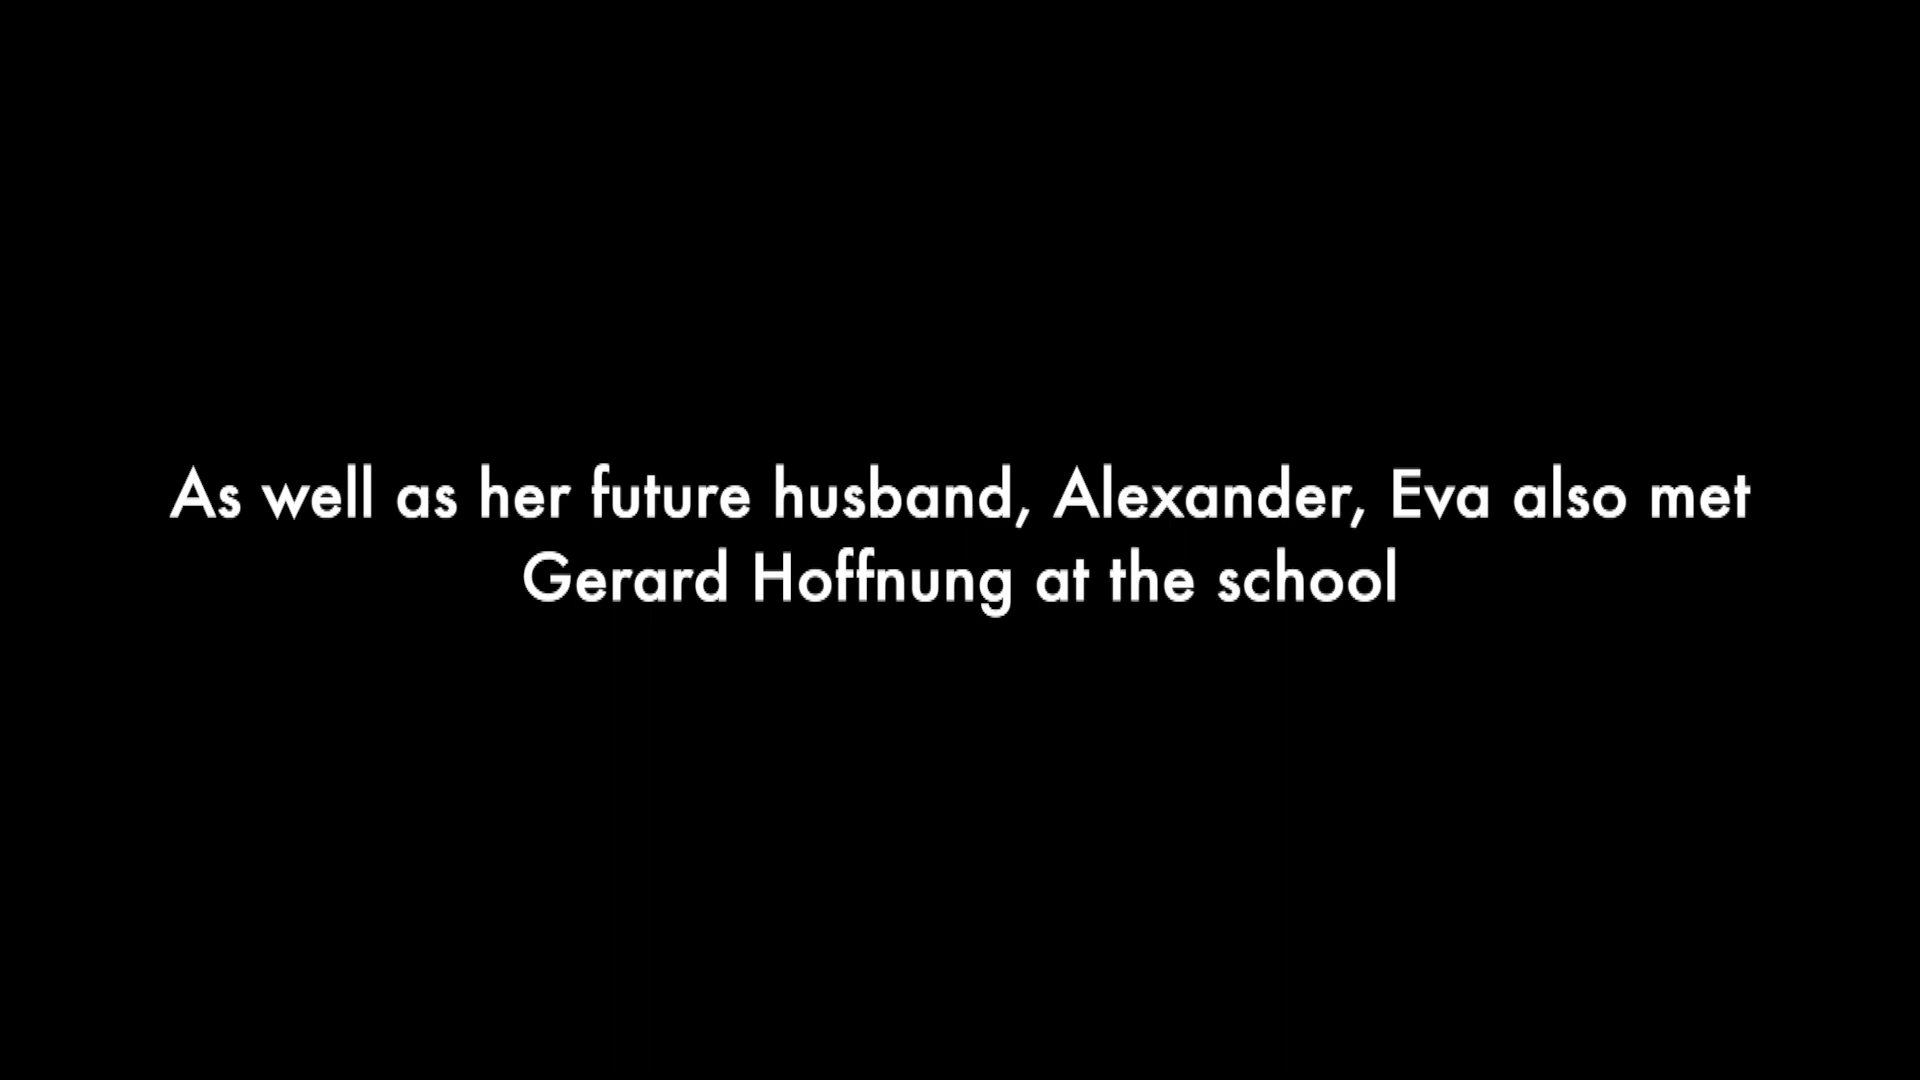 As well as her future husband, Alexander, Eva also met
Gerard Hoffnung at the school